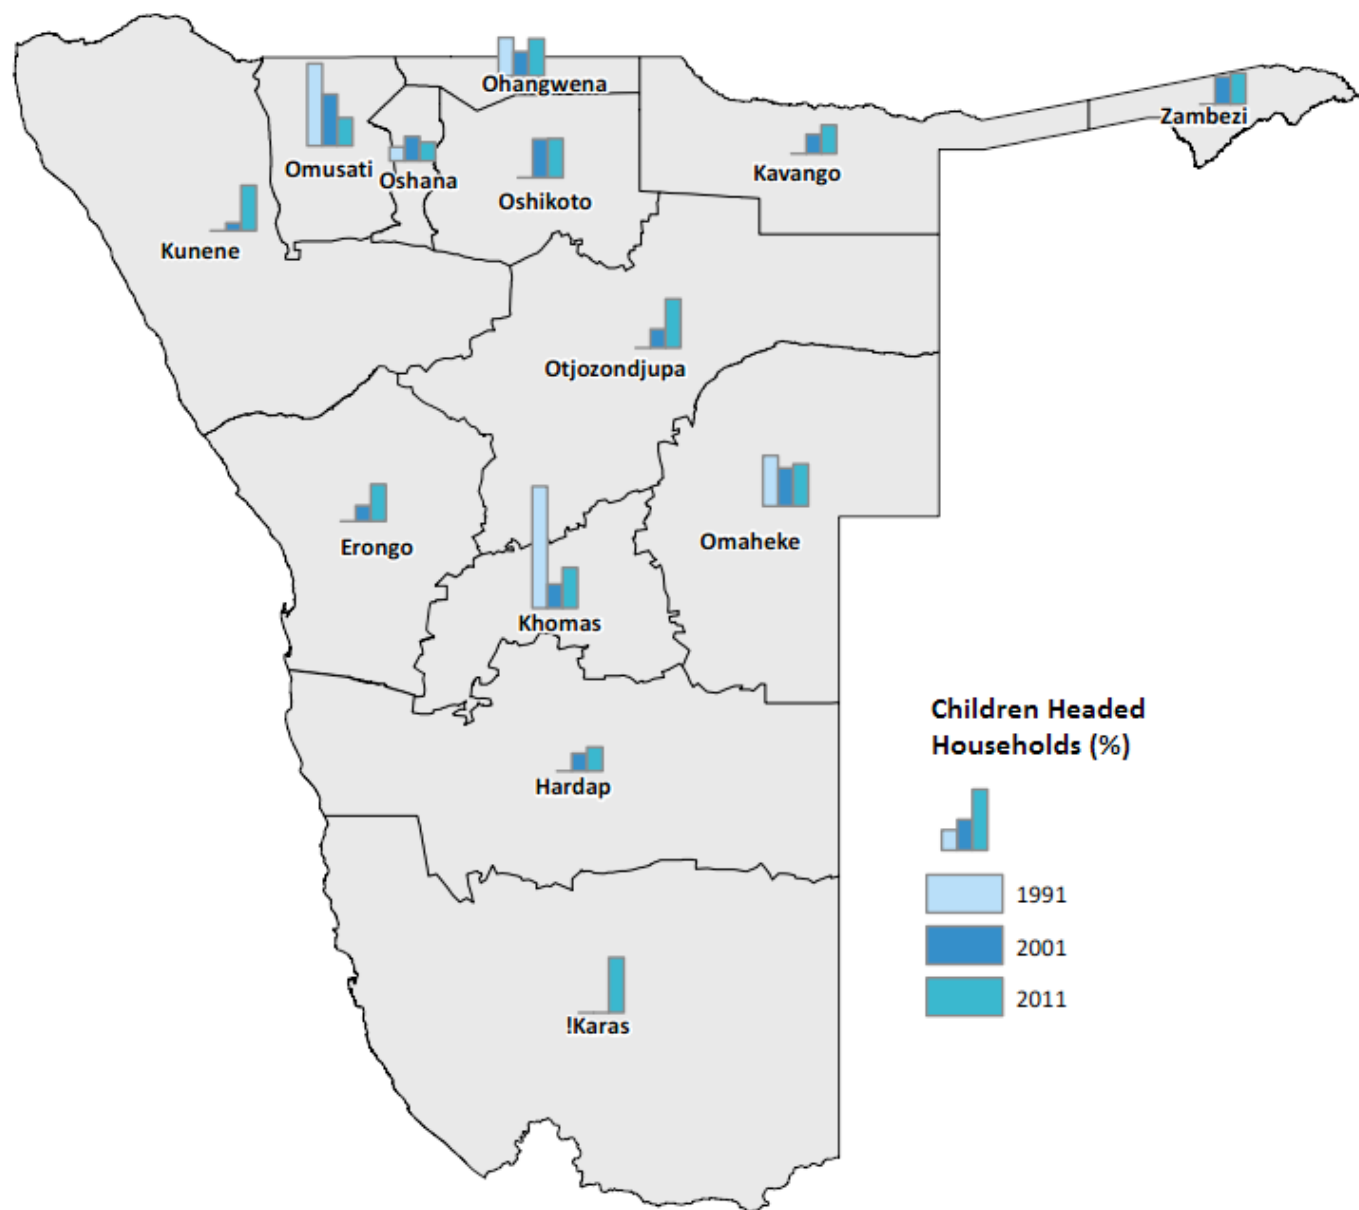 Ohangwena
Zambezi
Omusati
Oshana
Kavango
Oshikoto
Kunene
Otjozondjupa
Erongo
Omaheke
Khomas
Children Headed
Households (%)
Hardap
1991
2001
2011
!Karas